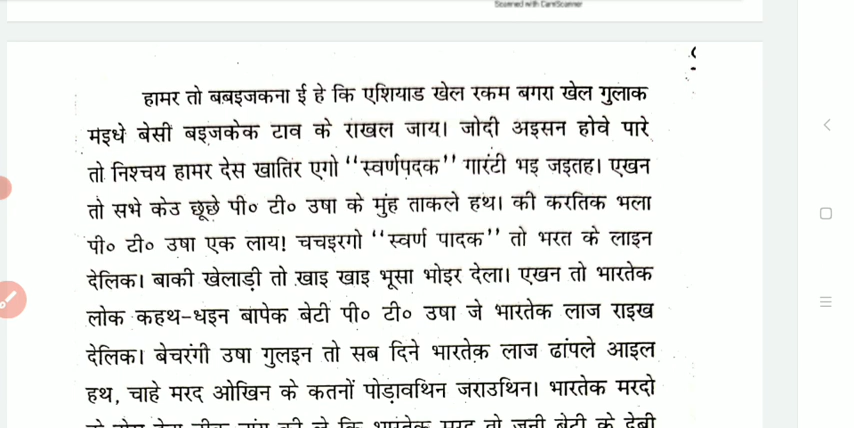 Scanned with CamScanner
हामर तो बबइजकना ई हे कि एशियाड खेल रकम बगरा खेल गुलाक
मइधे बेसी बइजकेक टाव के राखल जाय। जोदी अइसन होवे पारे
तो निश्चय हामर देस खातिर एगो ‘‘स्वर्णपदक’’ गारंटी भइ जइतह। एखन
तो सभे केउ छूछे पी० टी० उषा के मुंह ताकले हथ। की करतिक भला
पी० टी० उषा एक लाय! चचइरगो ‘‘स्वर्ण पादक’’ तो भरत के लाइन
देलिक। बाकी खेलाड़ी तो खाइ खाइ भूसा भोइर देला। एखन तो भारतेक
लोक कहथ-धइन बापेक बेटी पी० टी० उषा जे भारतेक लाज राइख
देलिक। बेचरंगी उषा गुलइन तो सब दिने भारतेक लाज ढांपले आइल
हथ, चाहे मरद ओखिन के कतनों पोड़ावथिन जराउथिन। भारतेक मरदो